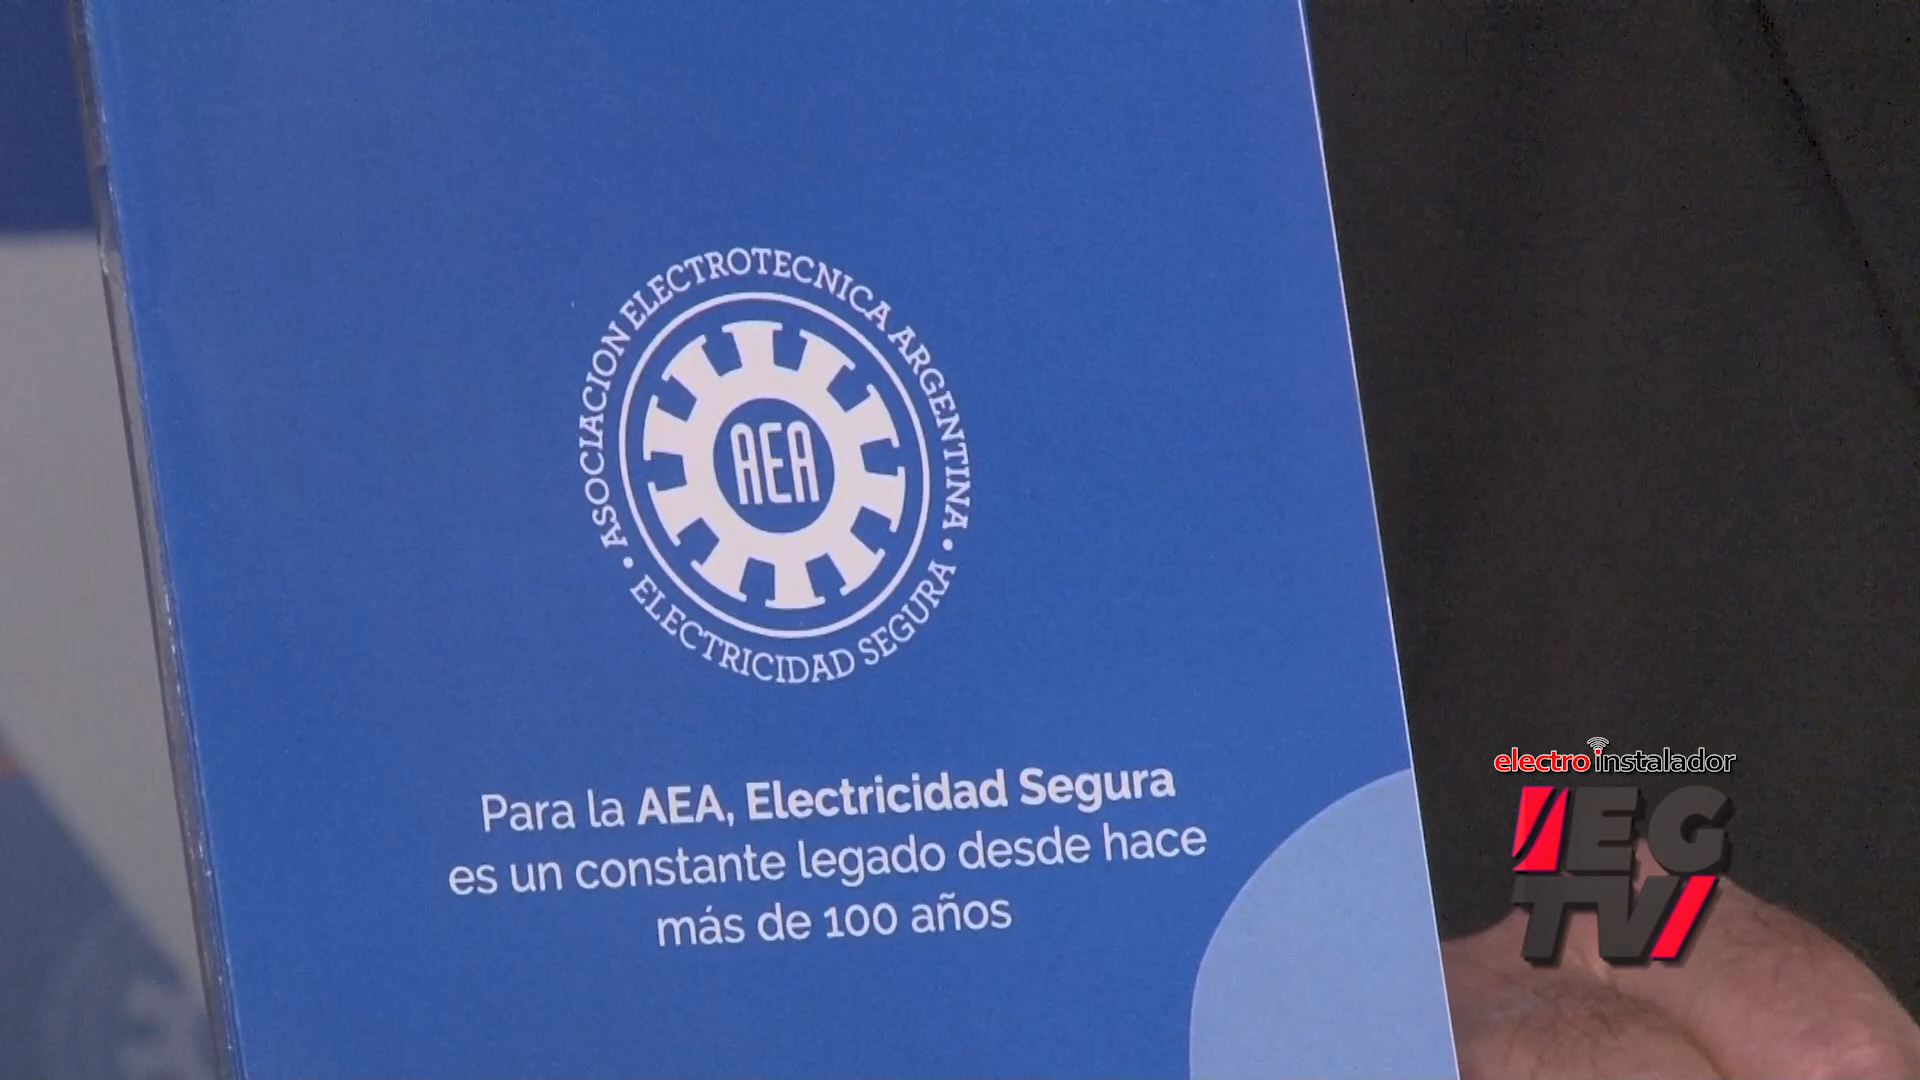 ASOCIACION ELECTROTECNICA ARGENTINA
AEA
• ELECTRICIDAD SEGURA •
Para la AEA, Electricidad Segura
es un constante legado desde hace
más de 100 años
electro instalador
EG
TV